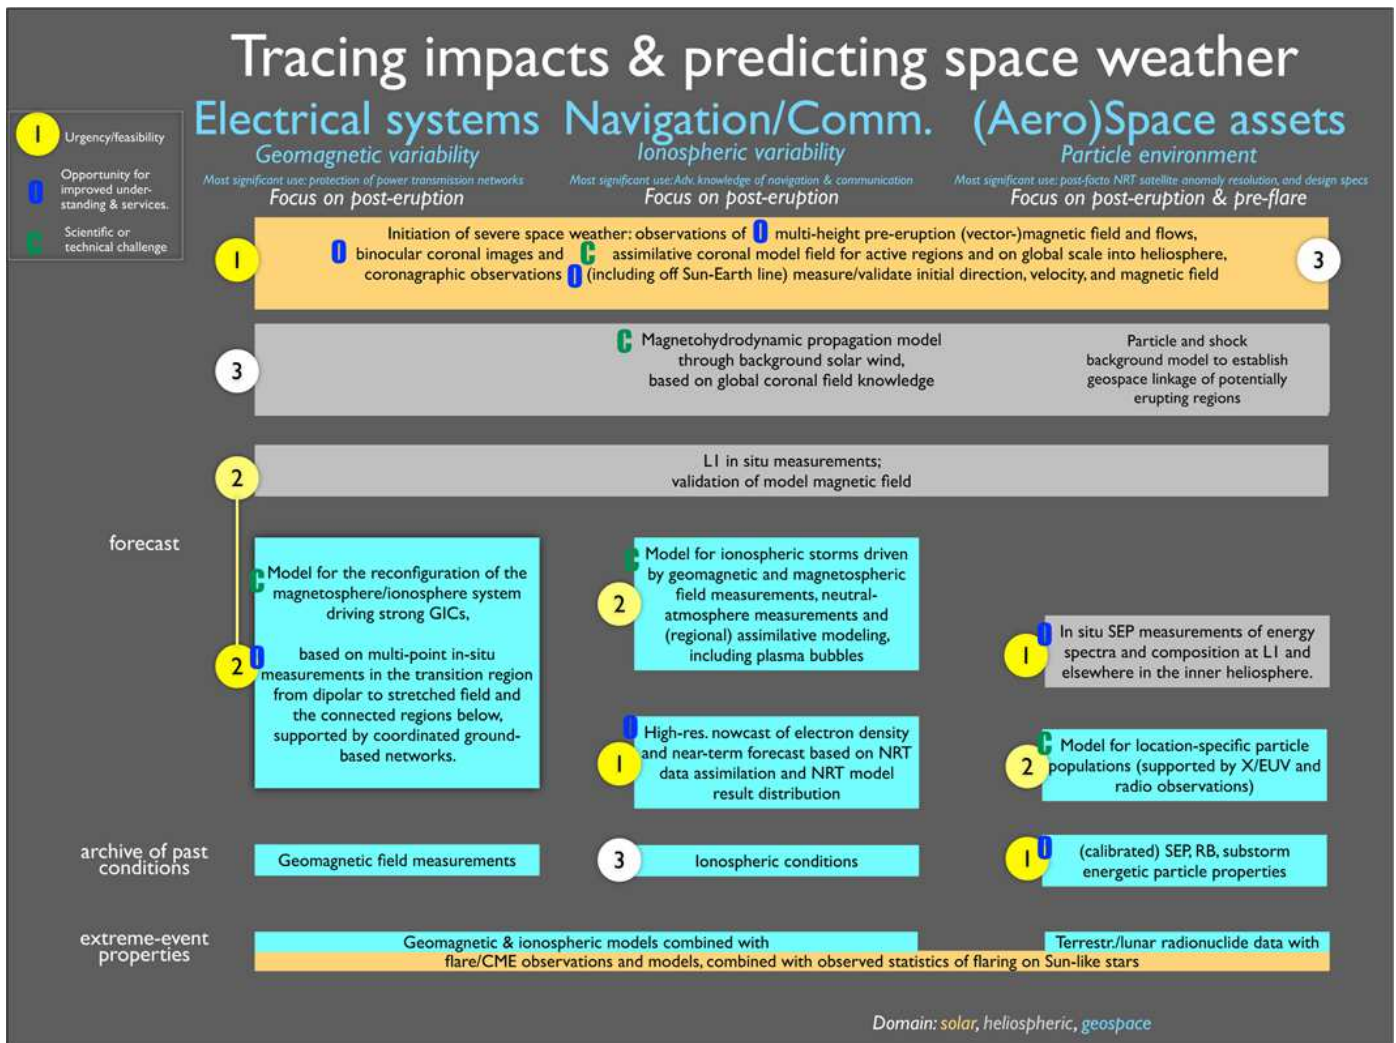 Tracing impacts & predicting space weather
1 Urgency/feasibility
O Opportunity for
improved under-
standing & services.
C Scientific or
technical challenge
Electrical systems
Geomagnetic variability
Most significant use: protection of power transmission networks
Focus on post-eruption
Navigation/Comm.
Ionospheric variability
Most significant use: Adv. knowledge of navigation & communication
Focus on post-eruption
(Aero)Space assets
Particle environment
Most significant use: post-facto NRT satellite anomaly resolution, and design specs
Focus on post-eruption & pre-flare
1
Initiation of severe space weather: observations of O multi-height pre-eruption (vector-)magnetic field and flows,
O binocular coronal images and C assimilative coronal model field for active regions and on global scale into heliosphere,
coronagraphic observations O (including off Sun-Earth line) measure/validate initial direction, velocity, and magnetic field
3
3
C Magnetohydrodynamic propagation model
through background solar wind,
based on global coronal field knowledge
Particle and shock
background model to establish
geospace linkage of potentially
erupting regions
2
L1 in situ measurements;
validation of model magnetic field
forecast
C Model for the reconfiguration of the
magnetosphere/ionosphere system
driving strong GICs,
2 O based on multi-point in-situ
measurements in the transition region
from dipolar to stretched field and
the connected regions below,
supported by coordinated ground-
based networks.
C Model for ionospheric storms driven
by geomagnetic and magnetospheric
field measurements, neutral-
atmosphere measurements and
(regional) assimilative modeling,
including plasma bubbles
2
O
High-res. nowcast of electron density
and near-term forecast based on NRT
data assimilation and NRT model
result distribution
1
O In situ SEP measurements of energy
spectra and composition at L1 and
elsewhere in the inner heliosphere.
1
C Model for location-specific particle
populations (supported by X/EUV and
radio observations)
2
archive of past
conditions
Geomagnetic field measurements
3 Ionospheric conditions
1 O (calibrated) SEP, RB, substorm
energetic particle properties
extreme-event
properties
Geomagnetic & ionospheric models combined with
Terrestr./lunar radionuclide data with
flare/CME observations and models, combined with observed statistics of flaring on Sun-like stars
Domain: solar, heliospheric, geospace